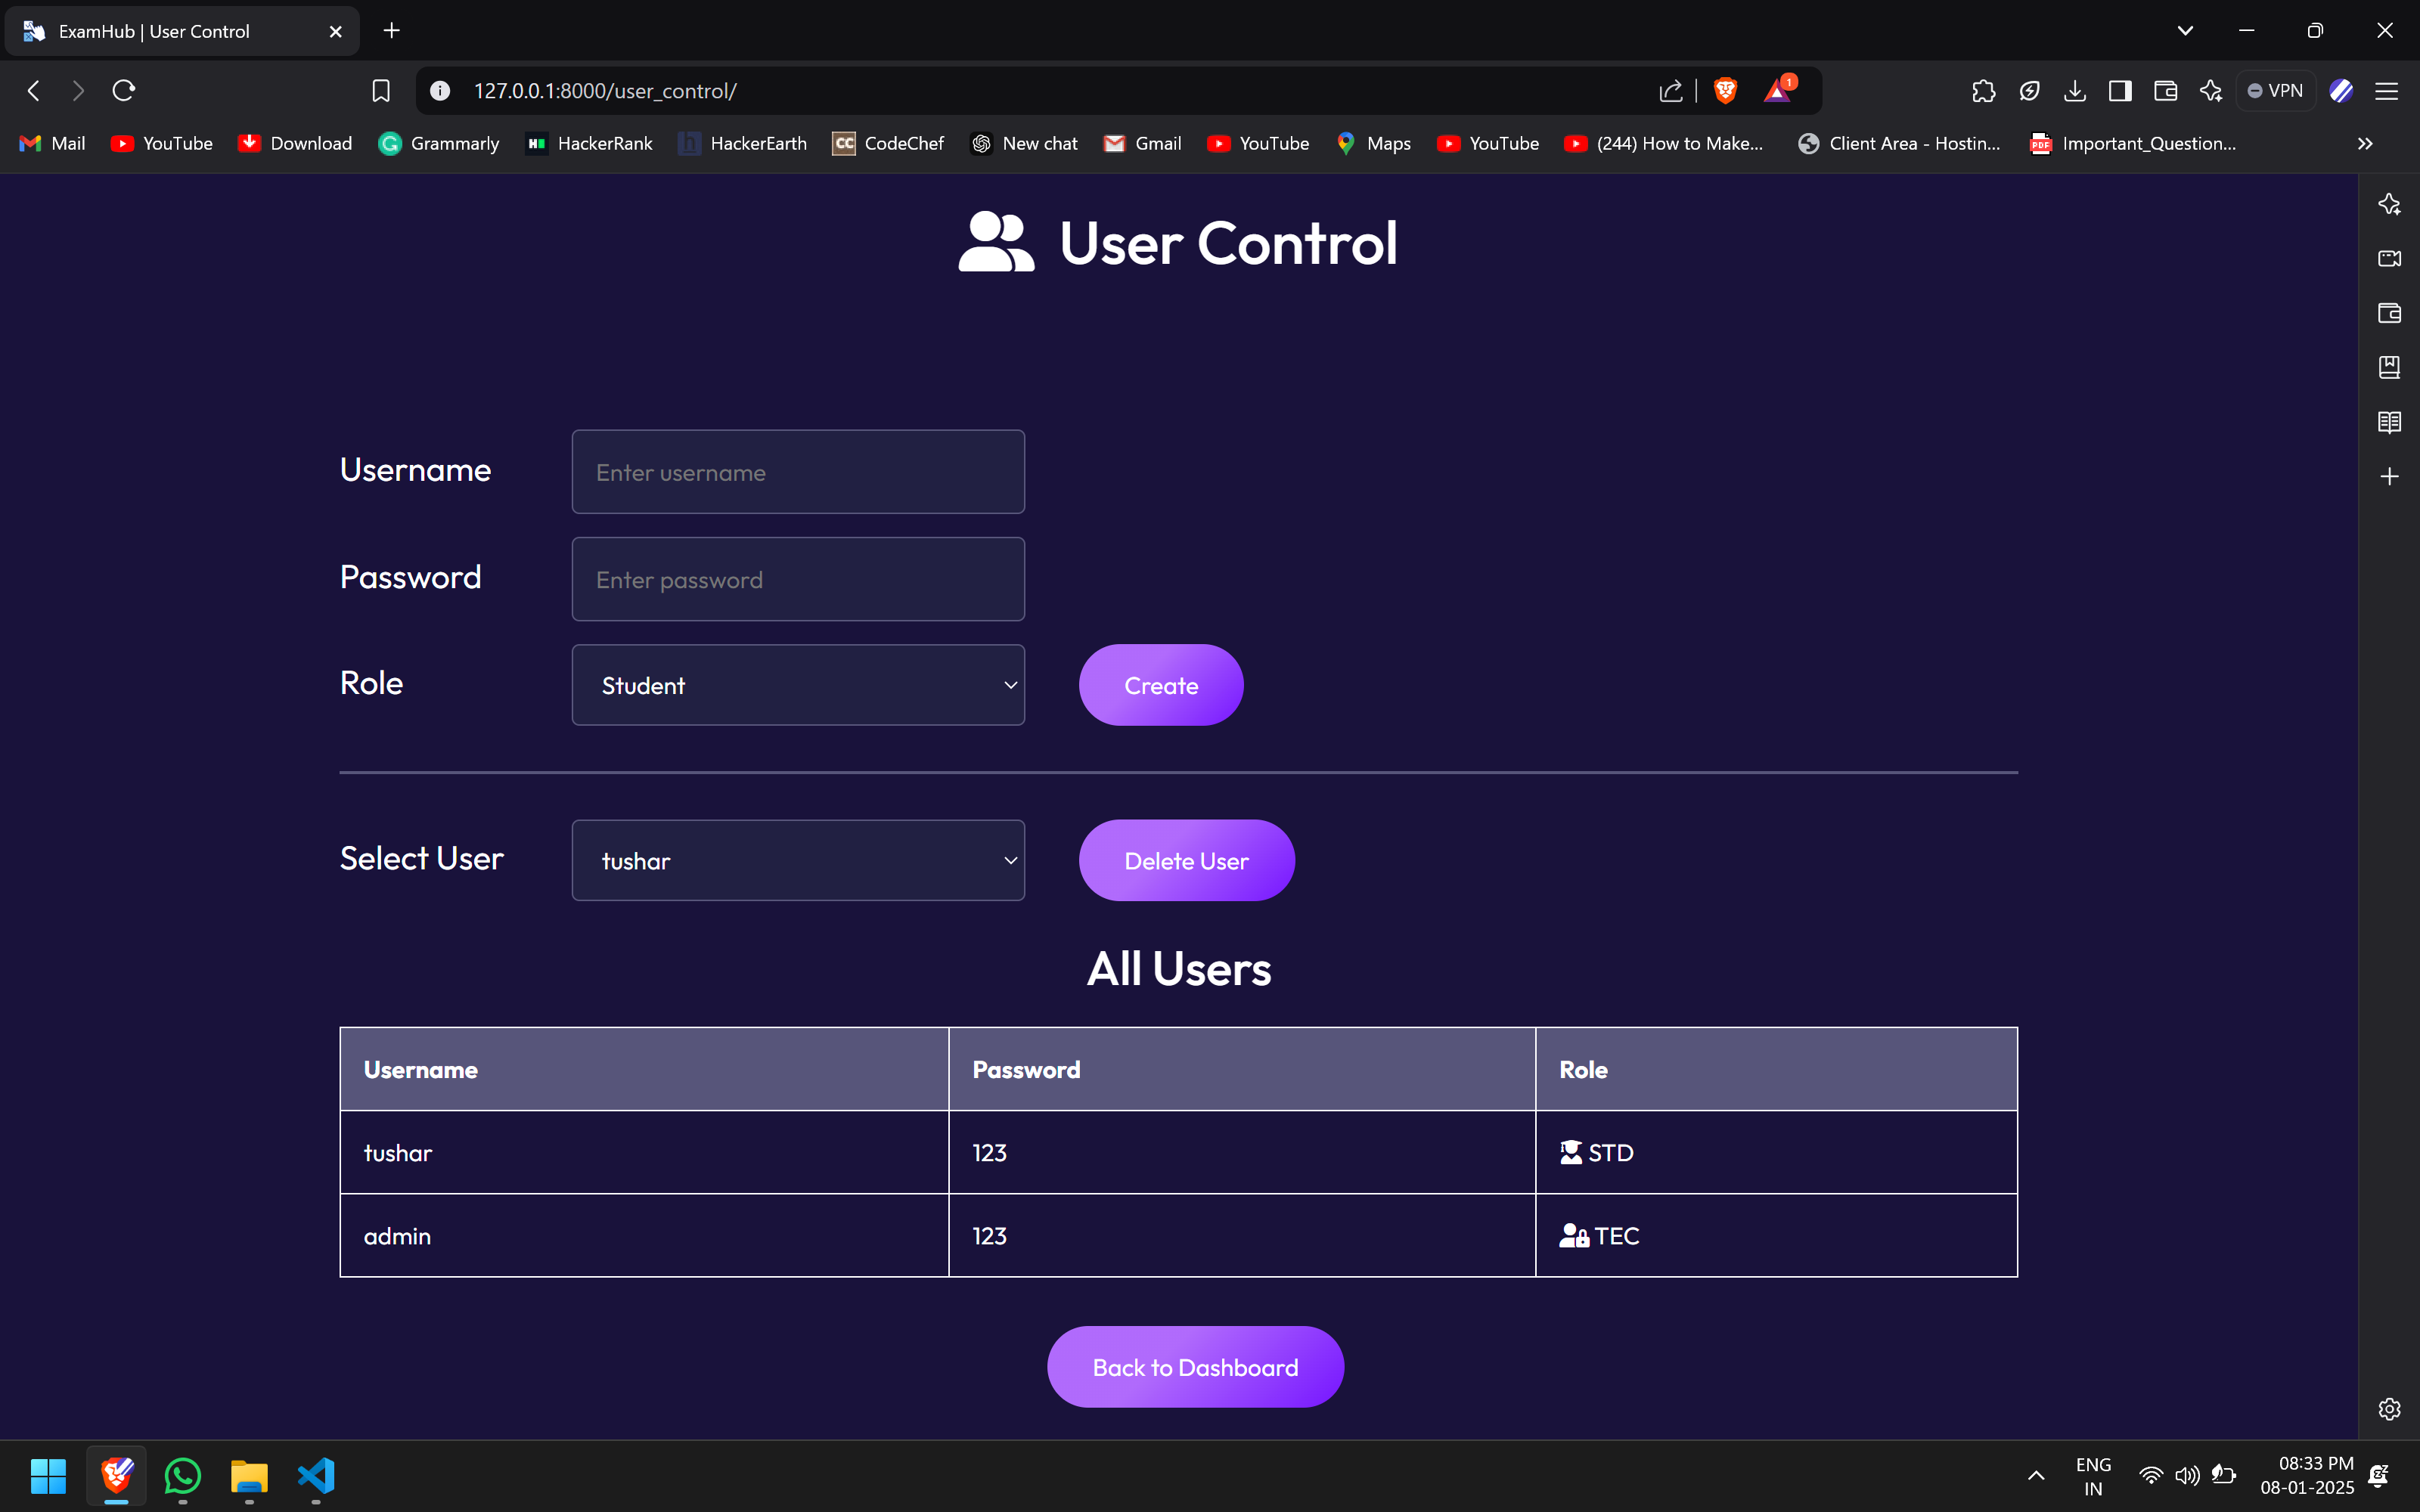 ExamHub | User Control
127.0.0.1:8000/user_control/
1
VPN
Mail
YouTube
Download
Grammarly
HackerRank
HackerEarth
CodeChef
New chat
Gmail
YouTube
Maps
YouTube
(244) How to Make...
Client Area - Hostin...
Important_Question...
User Control
Username
Enter username
Password
Enter password
Role
Student
Create
Select User
tushar
Delete User
All Users
Username Password Role
tushar 123 STD
admin 123 TEC
Back to Dashboard
ENG
IN
08:33 PM
08-01-2025